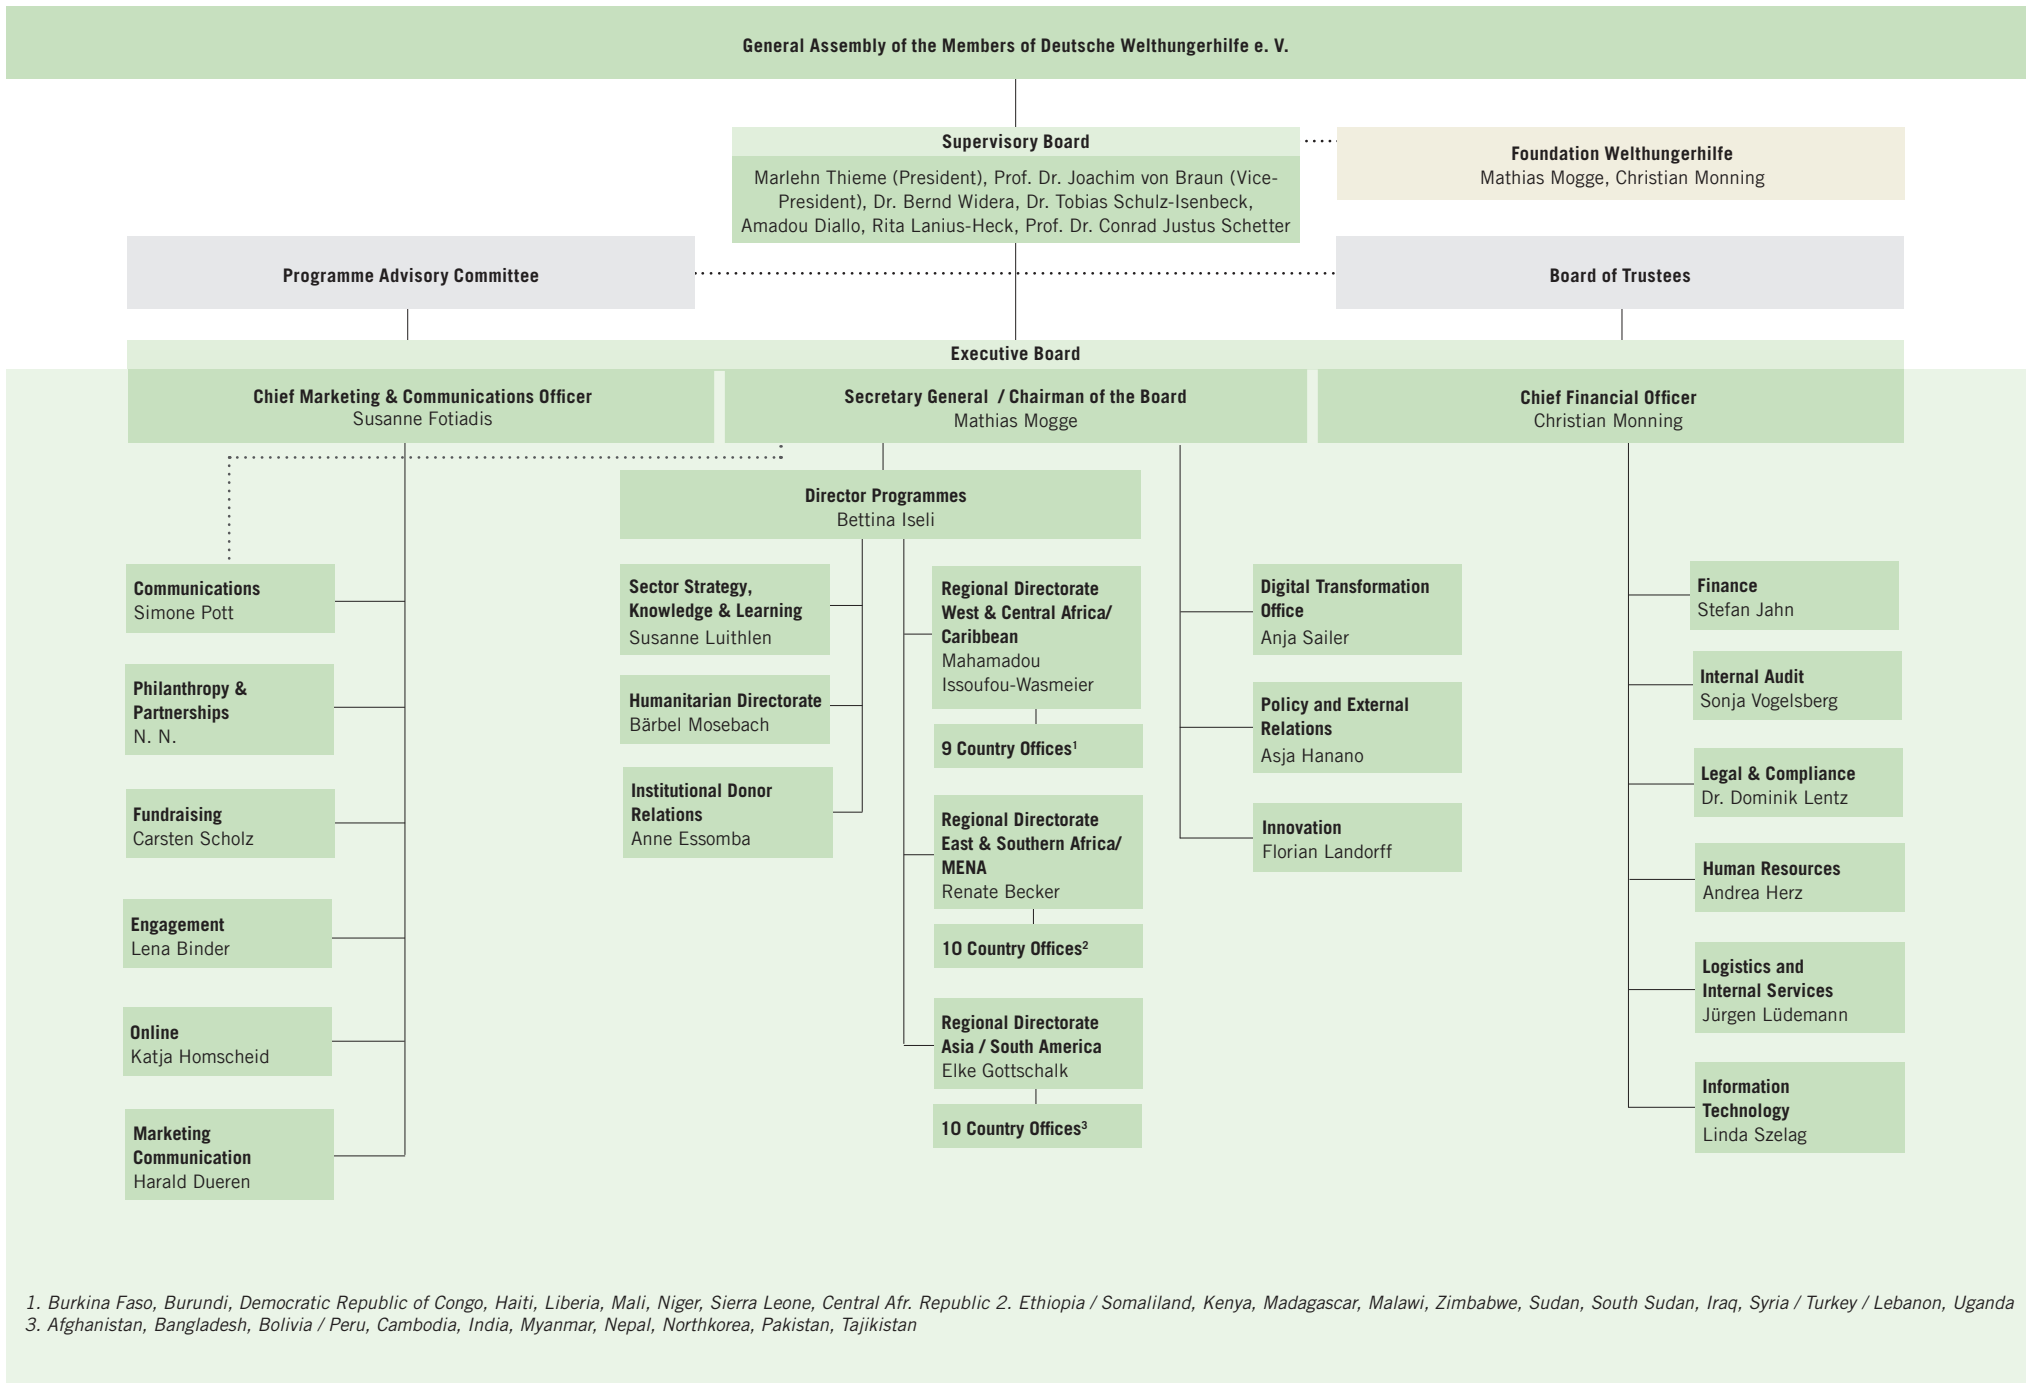 General Assembly of the Members of Deutsche Welthungerhilfe e. V.
Supervisory Board
Marlehn Thieme (President), Prof. Dr. Joachim von Braun (Vice-
President), Dr. Bernd Widera, Dr. Tobias Schulz-Isenbeck,
Amadou Diallo, Rita Lanius-Heck, Prof. Dr. Conrad Justus Schetter
Foundation Welthungerhilfe
Mathias Mogge, Christian Monning
Programme Advisory Committee
Board of Trustees
Executive Board
Chief Marketing & Communications Officer
Susanne Fotiadis
Secretary General / Chairman of the Board
Mathias Mogge
Chief Financial Officer
Christian Monning
Director Programmes
Bettina Iseli
Communications
Simone Pott
Philanthropy &
Partnerships
N. N.
Fundraising
Carsten Scholz
Engagement
Lena Binder
Online
Katja Homscheid
Marketing
Communication
Harald Dueren
Sector Strategy,
Knowledge & Learning
Susanne Luithlen
Humanitarian Directorate
Bärbel Mosebach
Institutional Donor
Relations
Anne Essomba
Regional Directorate
West & Central Africa/
Caribbean
Mahamadou
Issoufou-Wasmeier
9 Country Offices¹
Regional Directorate
East & Southern Africa/
MENA
Renate Becker
10 Country Offices²
Regional Directorate
Asia / South America
Elke Gottschalk
10 Country Offices³
Digital Transformation
Office
Anja Sailer
Policy and External
Relations
Asja Hanano
Innovation
Florian Landorff
Finance
Stefan Jahn
Internal Audit
Sonja Vogelsberg
Legal & Compliance
Dr. Dominik Lentz
Human Resources
Andrea Herz
Logistics and
Internal Services
Jürgen Lüdemann
Information
Technology
Linda Szelag
1. Burkina Faso, Burundi, Democratic Republic of Congo, Haiti, Liberia, Mali, Niger, Sierra Leone, Central Afr. Republic 2. Ethiopia / Somaliland, Kenya, Madagascar, Malawi, Zimbabwe, Sudan, South Sudan, Iraq, Syria / Turkey / Lebanon, Uganda
3. Afghanistan, Bangladesh, Bolivia / Peru, Cambodia, India, Myanmar, Nepal, Northkorea, Pakistan, Tajikistan